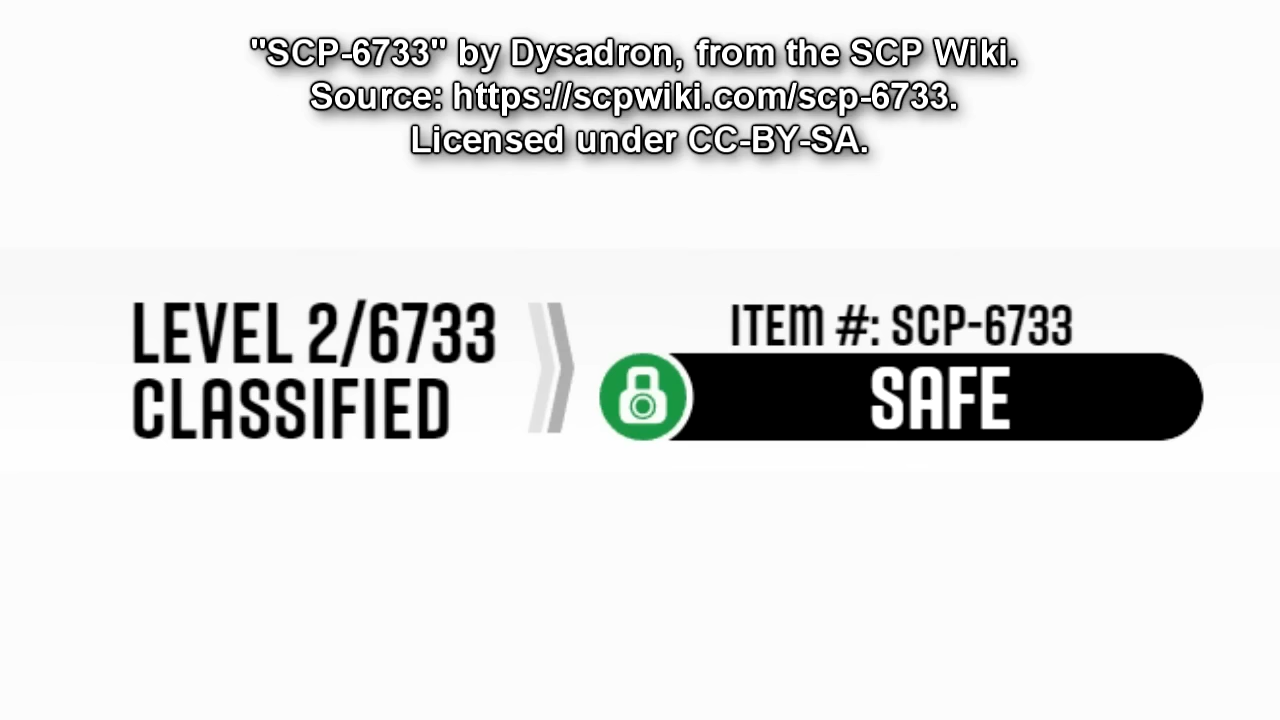 "SCP-6733" by Dysadron, from the SCP Wiki.
Source: https://scpwiki.com/scp-6733.
Licensed under CC-BY-SA.
LEVEL 2/6733
CLASSIFIED
ITEM #: SCP-6733
SAFE